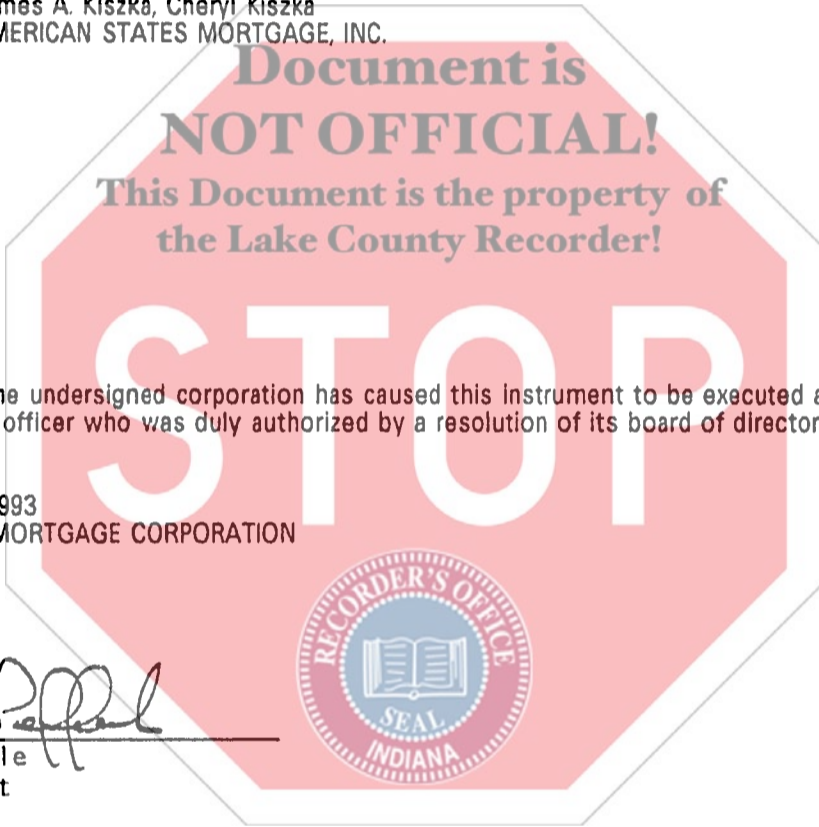 mes A. Kiszka, Cheryl Kiszka
MERICAN STATES MORTGAGE, INC.
Document is
NOT OFFICIAL!
This Document is the property of
the Lake County Recorder!
STOP
ne undersigned corporation has caused this instrument to be executed a
officer who was duly authorized by a resolution of its board of director
993
MORTGAGE CORPORATION
RECORDER'S OFFICE
SEAL
INDIANA
le
t